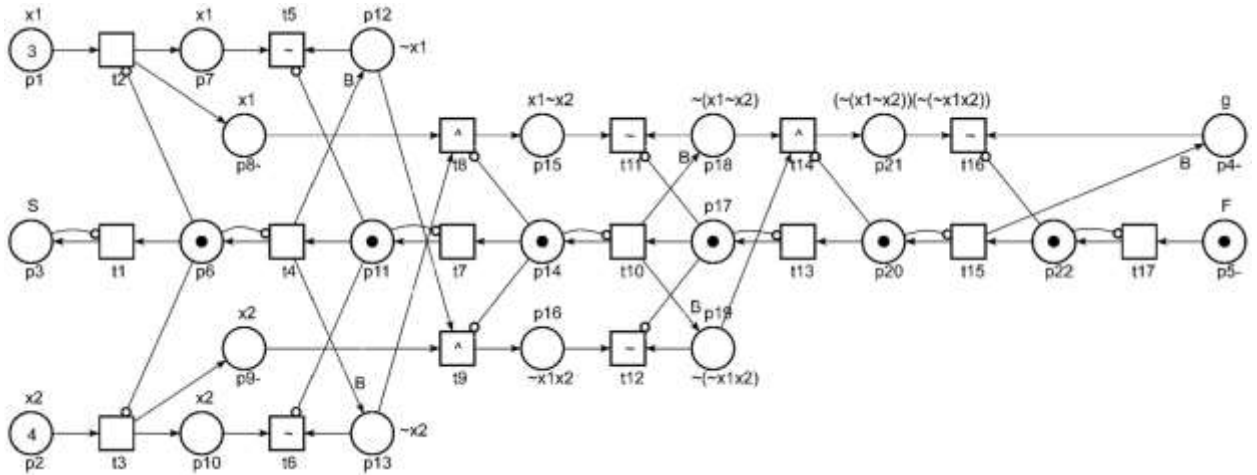 x1 x1 t5 p12
3 ~ ~x1
p1 t2 p7 B
x1 x1~x2 ~(x1~x2) (~(x1~x2))(~(~x1x2)) g
^ ~ ^ ~
p8- t8 p15 t11 B p18 t14 p21 t16 B p4-
S p17 F
p3 t1 p6 t4 p11 t7 p14 t10 t13 p20 t15 p22 t17 p5-
x2 p16 B p19
^ ~
p9- B t9 ~x1x2 t12 ~(~x1x2)
x2 x2
4 ~ ~x2
p2 t3 p10 t6 p13